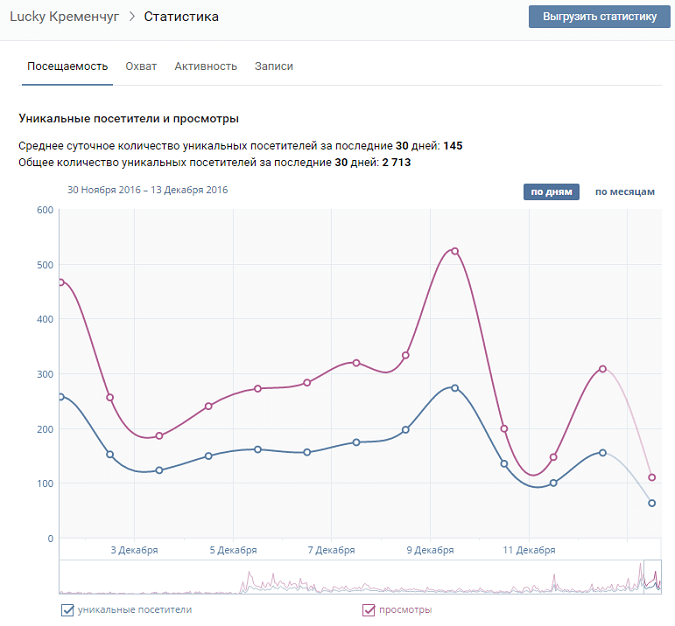 Lucky Кременчуг > Статистика
Выгрузить статистику
Посещаемость Охват Активность Записи
Уникальные посетители и просмотры
Среднее суточное количество уникальных посетителей за последние 30 дней: 145
Общее количество уникальных посетителей за последние 30 дней: 2 713
30 Ноября 2016 – 13 Декабря 2016
по дням по месяцам
600
500
400
300
200
100
0
3 Декабря 5 Декабря 7 Декабря 9 Декабря 11 Декабря
уникальные посетители просмотры